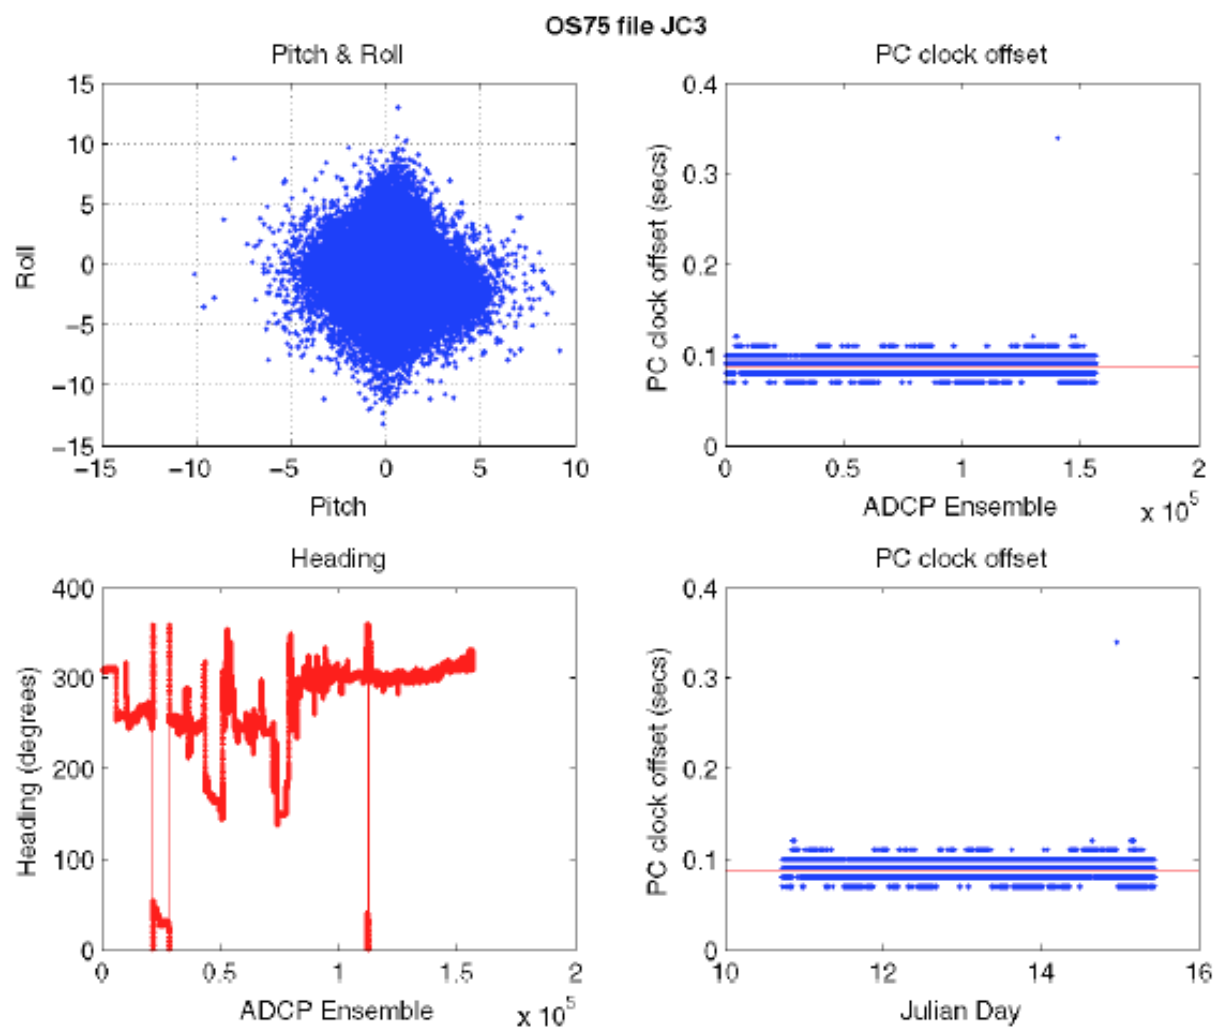 OS75 file JC3
Pitch & Roll
15
10
5
0
−5
−10
−15
−15 −10 −5 0 5 10
Roll
Pitch
PC clock offset
0.4
0.3
0.2
0.1
0
0 0.5 1 1.5 2
PC clock offset (secs)
ADCP Ensemble
x 10^5
Heading
400
300
200
100
0
0 0.5 1 1.5 2
Heading (degrees)
ADCP Ensemble
x 10^5
PC clock offset
0.4
0.3
0.2
0.1
0
10 12 14 16
PC clock offset (secs)
Julian Day